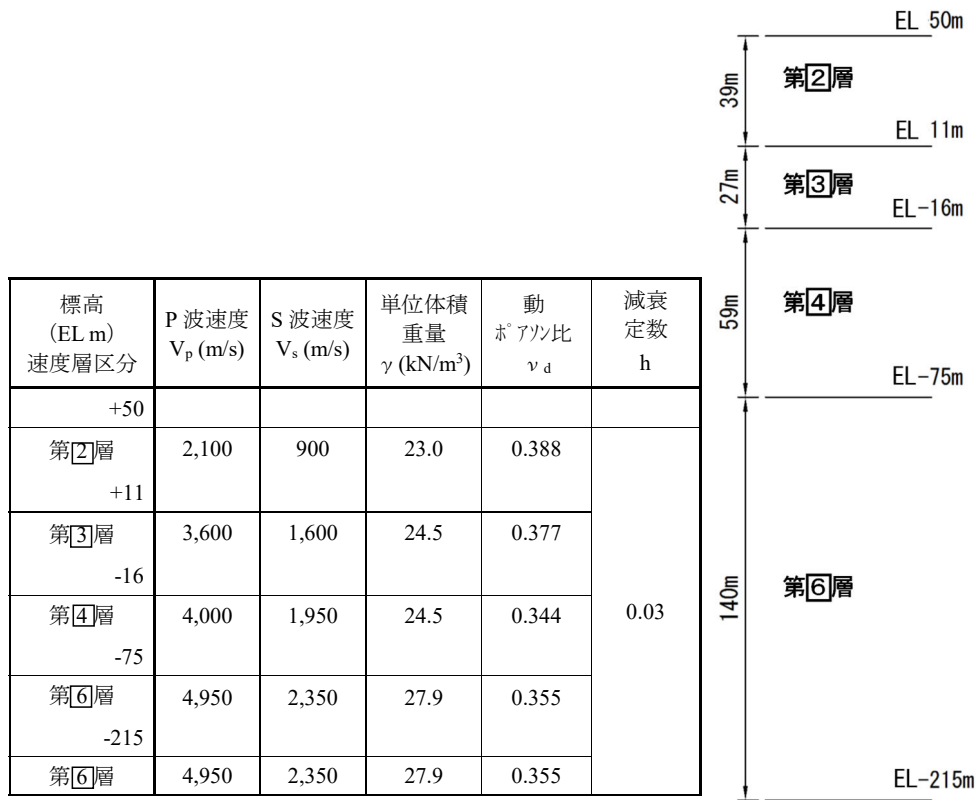 標高
(EL m)
速度層区分
P 波速度
Vp (m/s)
S 波速度
Vs (m/s)
単位体積
重量
γ (kN/m³)
動
ﾎﾟｱｿﾝ比
ν d
減衰
定数
h
+50
第2層 2,100 900 23.0 0.388
+11
第3層 3,600 1,600 24.5 0.377
-16
第4層 4,000 1,950 24.5 0.344 0.03
-75
第6層 4,950 2,350 27.9 0.355
-215
第6層 4,950 2,350 27.9 0.355
EL 50m
39m 第2層
EL 11m
27m 第3層
EL-16m
59m 第4層
EL-75m
140m 第6層
EL-215m